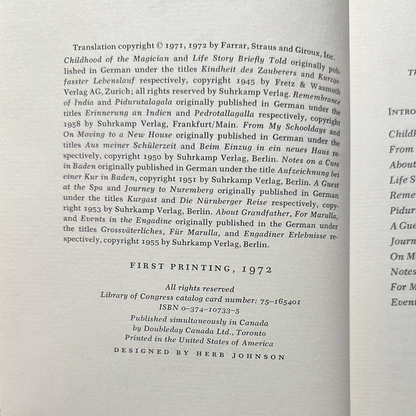 Translation copyright © 1971, 1972 by Farrar, Straus and Giroux, Inc.
Childhood of the Magician and Life Story Briefly Told originally pub-
lished in German under the titles Kindheit des Zauberers and Kurzge-
fasster Lebenslauf respectively, copyright 1945 by Fretz & Wasmuth
Verlag AG, Zurich; all rights reserved by Suhrkamp Verlag. Remembrance
of India and Pidurutalagala originally published in German under the
titles Erinnerung an Indien and Pedrotallagalla respectively, copyright
1958 by Suhrkamp Verlag, Frankfurt/Main. From My Schooldays and
On Moving to a New House originally published in German under the
titles Aus meiner Schülerzeit and Beim Einzug in ein neues Haus re-
spectively, copyright 1950 by Suhrkamp Verlag, Berlin. Notes on a Cure
in Baden originally published in German under the title Aufzeichning bei
einer Kur in Baden, copyright 1951 by Suhrkamp Verlag, Berlin. A Guest
at the Spa and Journey to Nuremberg originally published in German
under the titles Kurgast and Die Nürnberger Reise respectively, copy-
right 1953 by Suhrkamp Verlag, Berlin. About Grandfather, For Marulla,
and Events in the Engadine originally published in the German under
the titles Grossväterliches, Für Marulla, and Engadiner Erlebnisse re-
spectively, copyright 1955 by Suhrkamp Verlag, Berlin.
FIRST PRINTING, 1972
All rights reserved
Library of Congress catalog card number: 75-165401
ISBN 0-374-10733-5
Published simultaneously in Canada
by Doubleday Canada Ltd., Toronto
Printed in the United States of America
DESIGNED BY HERB JOHNSON
TH
INTRO
Childh
From
About
Life S
Reme
Pidur
A Gue
Journ
On M
Notes
For M
Event